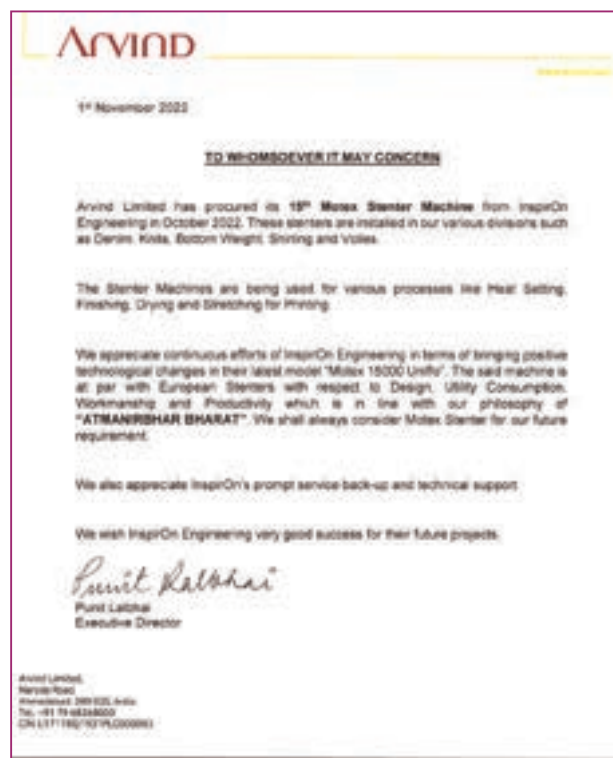 ARVIND
1st November 2022
TO WHOMSOEVER IT MAY CONCERN
Arvind Limited has procured its 15th Motex Stenter Machine from InspirOn
Engineering in October 2022. These stenters are installed in our various divisions such
as Denim, Knits, Bottom Weight, Shirting and Voiles.
The Stenter Machines are being used for various processes like Heat Setting,
Finishing, Drying and Stretching for Printing.
We appreciate continuous efforts of InspirOn Engineering in terms of bringing positive
technological changes in their latest model "Motex 15000 Uniflo". The said machine is
at par with European Stenters with respect to Design, Utility Consumption,
Workmanship and Productivity which is in line with our philosophy of
"ATMANIRBHAR BHARAT". We shall always consider Motex Stenter for our future
requirement.
We also appreciate InspirOn's prompt service back-up and technical support
We wish InspirOn Engineering very good success for their future projects.
Punit Lalbhai
Punit Lalbhai
Executive Director
Arvind Limited,
Naroda Road
India